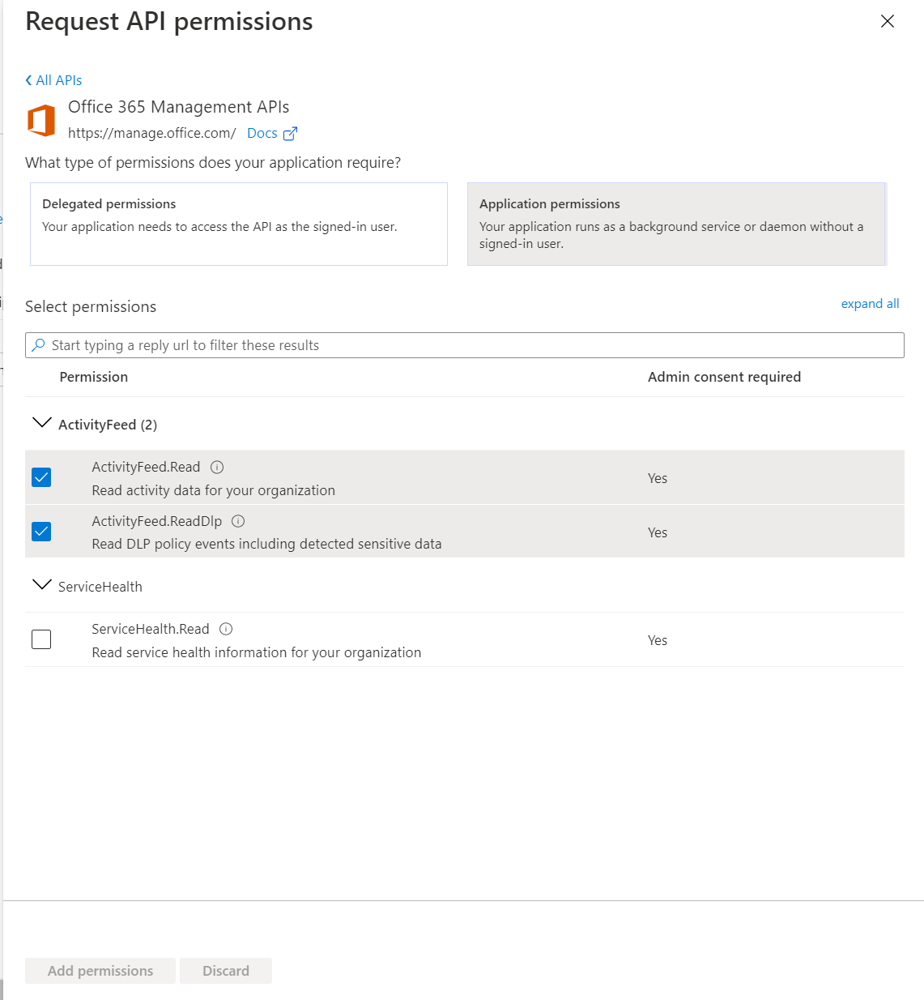 Request API permissions
All APIs
Office 365 Management APIs
https://manage.office.com/ Docs
What type of permissions does your application require?
Delegated permissions
Your application needs to access the API as the signed-in user.
Application permissions
Your application runs as a background service or daemon without a
signed-in user.
Select permissions
expand all
Start typing a reply url to filter these results
Permission Admin consent required
ActivityFeed (2)
ActivityFeed.Read
Read activity data for your organization
Yes
ActivityFeed.ReadDlp
Read DLP policy events including detected sensitive data
Yes
ServiceHealth
ServiceHealth.Read
Read service health information for your organization
Yes
Add permissions Discard